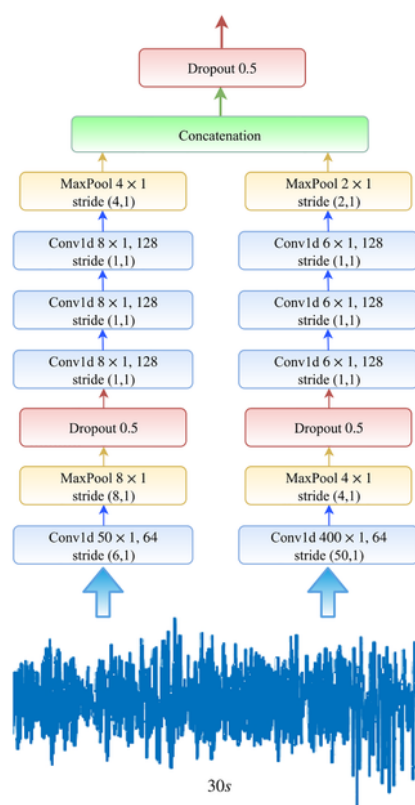 Dropout 0.5
Concatenation
MaxPool 4 × 1
stride (4,1)
Conv1d 8 × 1, 128
stride (1,1)
Conv1d 8 × 1, 128
stride (1,1)
Conv1d 8 × 1, 128
stride (1,1)
Dropout 0.5
MaxPool 8 × 1
stride (8,1)
Conv1d 50 × 1, 64
stride (6,1)
MaxPool 2 × 1
stride (2,1)
Conv1d 6 × 1, 128
stride (1,1)
Conv1d 6 × 1, 128
stride (1,1)
Conv1d 6 × 1, 128
stride (1,1)
Dropout 0.5
MaxPool 4 × 1
stride (4,1)
Conv1d 400 × 1, 64
stride (50,1)
30s